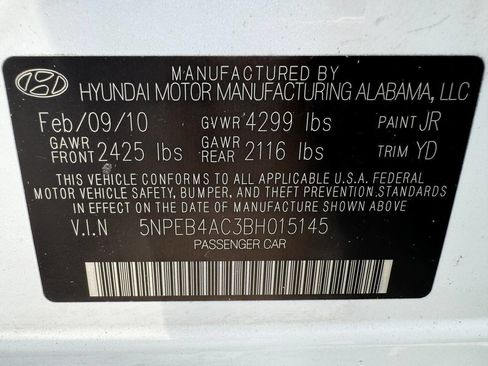 MANUFACTURED BY
HYUNDAI MOTOR MANUFACTURING ALABAMA, LLC
Feb/09/10 GVWR 4299 lbs PAINT JR
GAWR FRONT 2425 lbs GAWR REAR 2116 lbs TRIM YD
THIS VEHICLE CONFORMS TO ALL APPLICABLE U.S.A. FEDERAL
MOTOR VEHICLE SAFETY, BUMPER, AND THEFT PREVENTION STANDARDS
IN EFFECT ON THE DATE OF MANUFACTURE SHOWN ABOVE
V.I.N 5NPEB4AC3BH015145
PASSENGER CAR